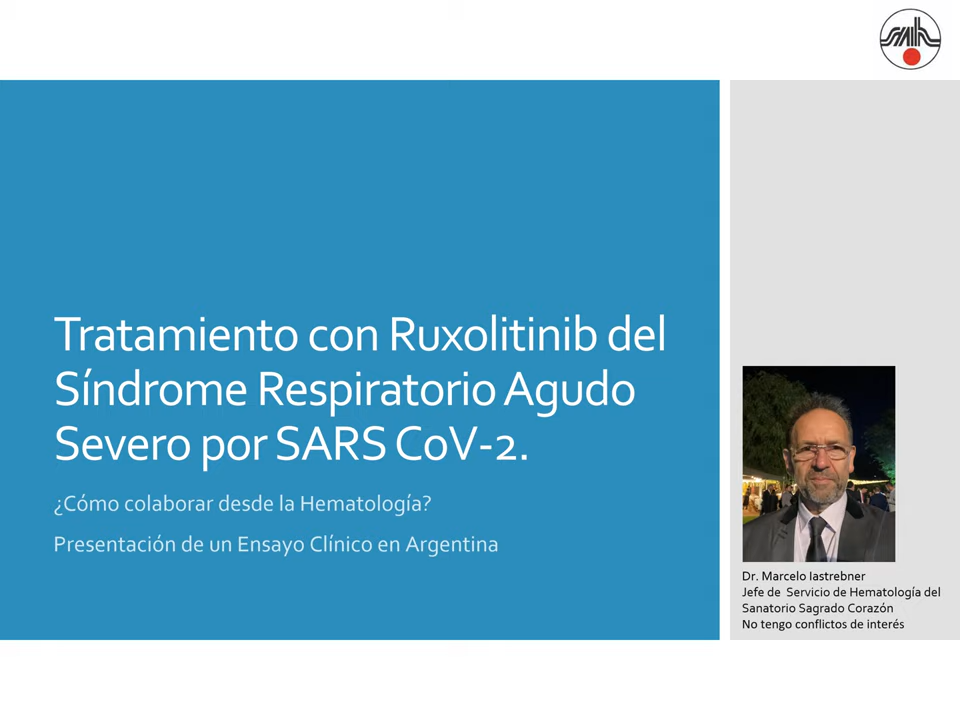 Tratamiento con Ruxolitinib del
Síndrome Respiratorio Agudo
Severo por SARS CoV-2.
¿Cómo colaborar desde la Hematología?
Presentación de un Ensayo Clínico en Argentina
Dr. Marcelo Iastrebner
Jefe de Servicio de Hematología del
Sanatorio Sagrado Corazón
No tengo conflictos de interés